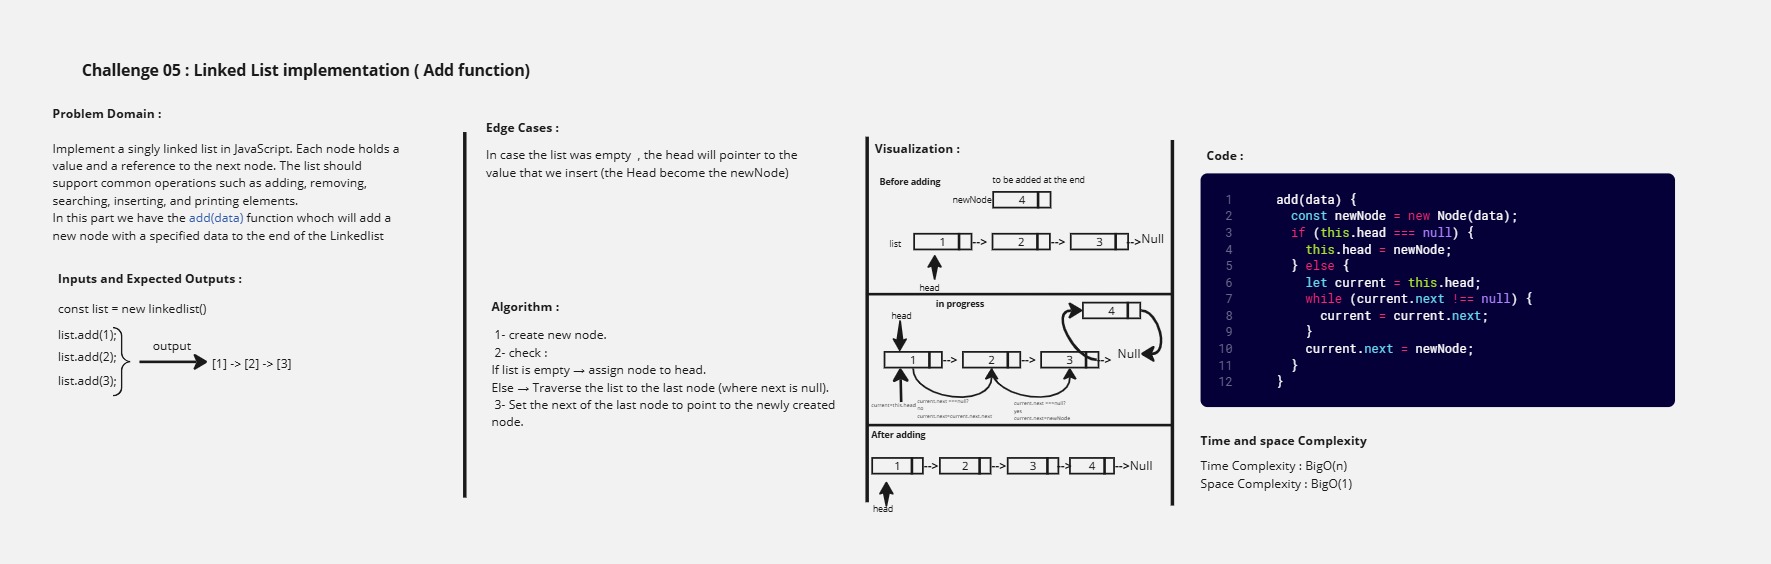 Challenge 05 : Linked List implementation ( Add function)
Problem Domain :
Implement a singly linked list in JavaScript. Each node holds a
value and a reference to the next node. The list should
support common operations such as adding, removing,
searching, inserting, and printing elements.
In this part we have the add(data) function whoch will add a
new node with a specified data to the end of the Linkedlist
Inputs and Expected Outputs :
const list = new linkedlist()
list.add(1);
list.add(2);
list.add(3);
output
[1] -> [2] -> [3]
Edge Cases :
In case the list was empty , the head will pointer to the
value that we insert (the Head become the newNode)
Algorithm :
1- create new node.
2- check :
If list is empty → assign node to head.
Else → Traverse the list to the last node (where next is null).
3- Set the next of the last node to point to the newly created
node.
Visualization :
Before adding
to be added at the end
newNode 4
list 1 --> 2 --> 3 -->Null
head
in progress
head
4
1 --> 2 --> 3 --> Null
current=this.head
current.next ===null?
no
current.next=current.next.next
current.next ===null?
yes
current.next=newNode
After adding
1 --> 2 --> 3 --> 4 -->Null
head
Code :
1 add(data) {
2 const newNode = new Node(data);
3 if (this.head === null) {
4 this.head = newNode;
5 } else {
6 let current = this.head;
7 while (current.next !== null) {
8 current = current.next;
9 }
10 current.next = newNode;
11 }
12 }
Time and space Complexity
Time Complexity : BigO(n)
Space Complexity : BigO(1)